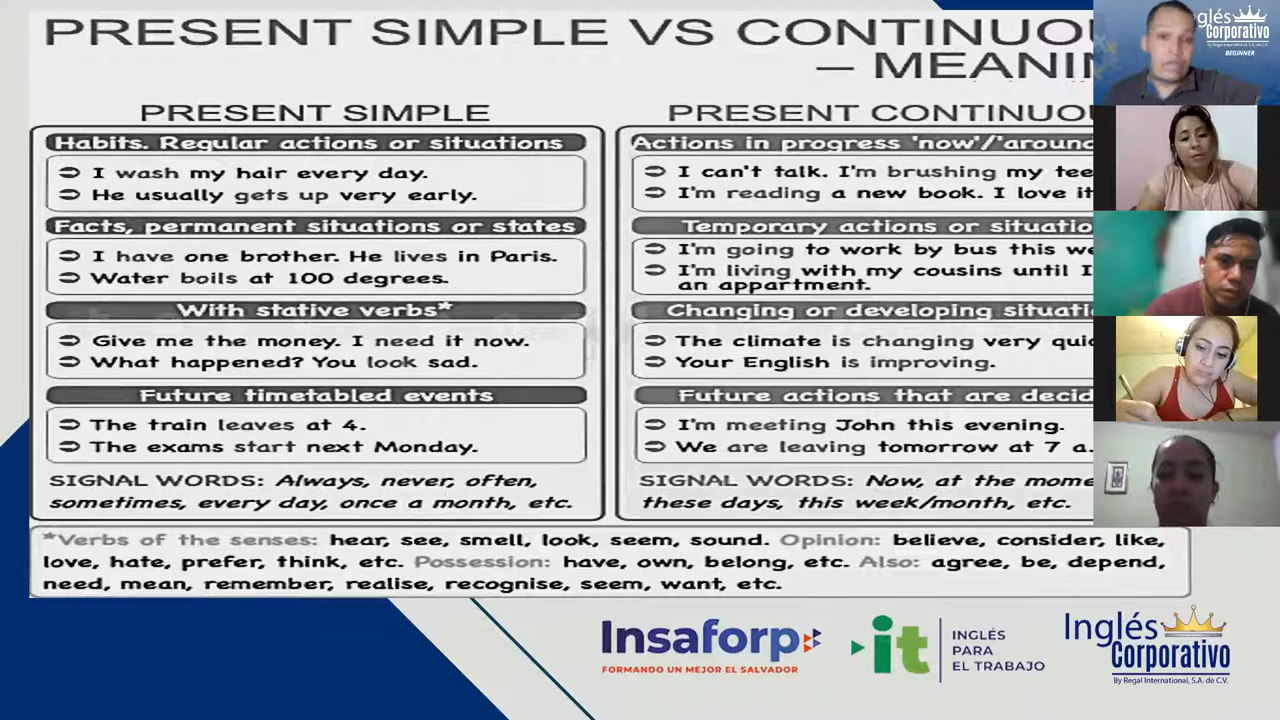 PRESENT SIMPLE VS CONTINUOU
– MEANIN
PRESENT SIMPLE
Habits. Regular actions or situations
I wash my hair every day.
He usually gets up very early.
Facts, permanent situations or states
I have one brother. He lives in Paris.
Water boils at 100 degrees.
With stative verbs*
Give me the money. I need it now.
What happened? You look sad.
Future timetabled events
The train leaves at 4.
The exams start next Monday.
SIGNAL WORDS: Always, never, often,
sometimes, every day, once a month, etc.
PRESENT CONTINUOU
Actions in progress 'now'/'around
I can't talk. I'm brushing my tee
I'm reading a new book. I love it
Temporary actions or situatio
I'm going to work by bus this we
I'm living with my cousins until I
an appartment.
Changing or developing situati
The climate is changing very quic
Your English is improving.
Future actions that are decid
I'm meeting John this evening.
We are leaving tomorrow at 7 a.
SIGNAL WORDS: Now, at the mome
these days, this week/month, etc.
*Verbs of the senses: hear, see, smell, look, seem, sound. Opinion: believe, consider, like,
love, hate, prefer, think, etc. Possession: have, own, belong, etc. Also: agree, be, depend,
need, mean, remember, realise, recognise, seem, want, etc.
glés
Corporativo
By Regal International, S.A. de C.V.
BEGINNER
Insaforp
FORMANDO UN MEJOR EL SALVADOR
it
INGLÉS
PARA
EL TRABAJO
Inglés
Corporativo
By Regal International, S.A. de C.V.